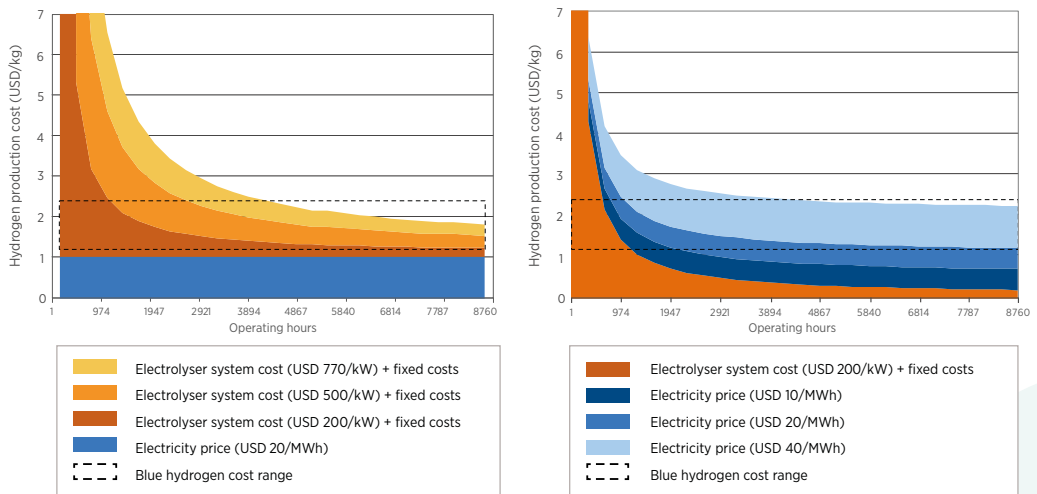 Hydrogen production cost (USD/kg)
7
6
5
4
3
2
1
0
1 974 1947 2921 3894 4867 5840 6814 7787 8760
Operating hours
Electrolyser system cost (USD 770/kW) + fixed costs
Electrolyser system cost (USD 500/kW) + fixed costs
Electrolyser system cost (USD 200/kW) + fixed costs
Electricity price (USD 20/MWh)
Blue hydrogen cost range
Hydrogen production cost (USD/kg)
7
6
5
4
3
2
1
0
1 974 1947 2921 3894 4867 5840 6814 7787 8760
Operating hours
Electrolyser system cost (USD 200/kW) + fixed costs
Electricity price (USD 10/MWh)
Electricity price (USD 20/MWh)
Electricity price (USD 40/MWh)
Blue hydrogen cost range